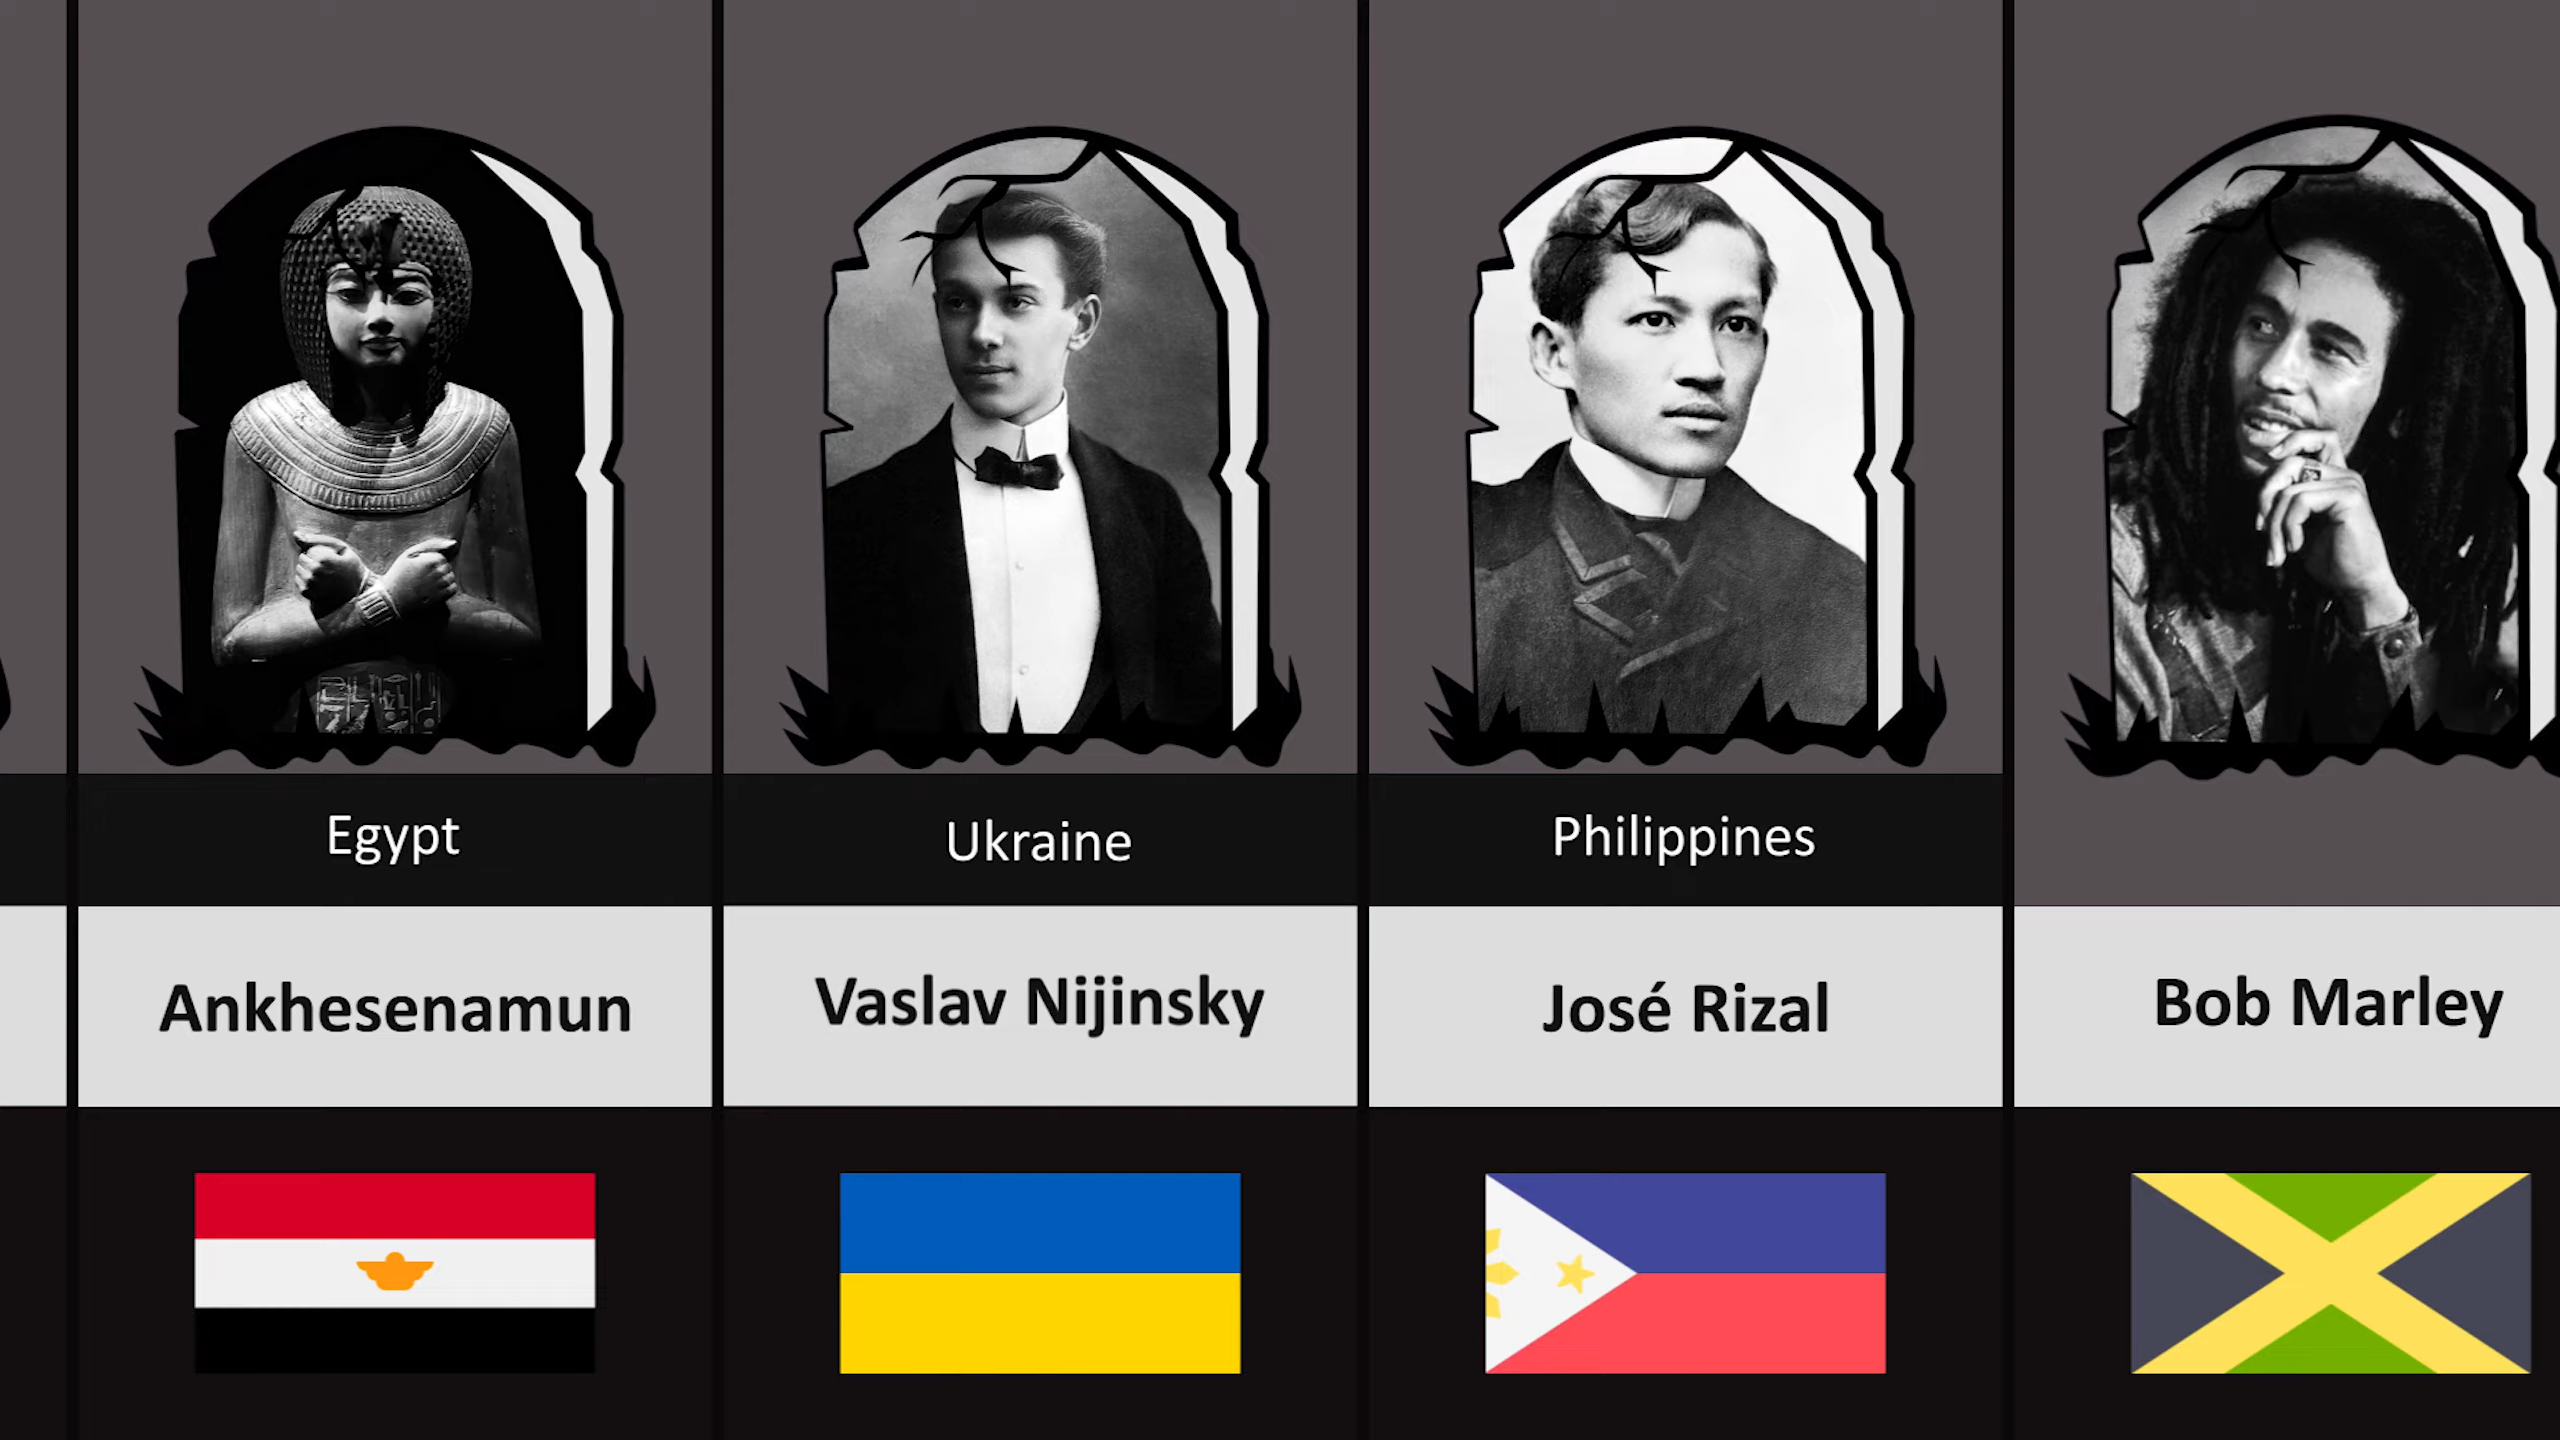 Egypt
Ukraine
Philippines
Ankhesenamun
Vaslav Nijinsky
José Rizal
Bob Marley